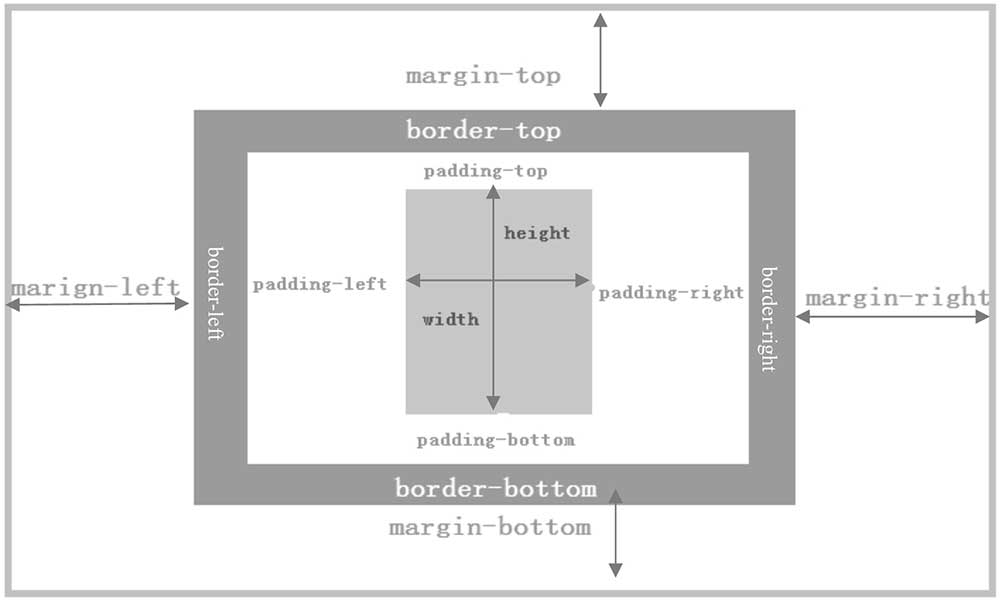 margin-top
border-top
padding-top
height
border-left
marign-left
padding-left
padding-right
border-right
margin-right
width
padding-bottom
border-bottom
margin-bottom